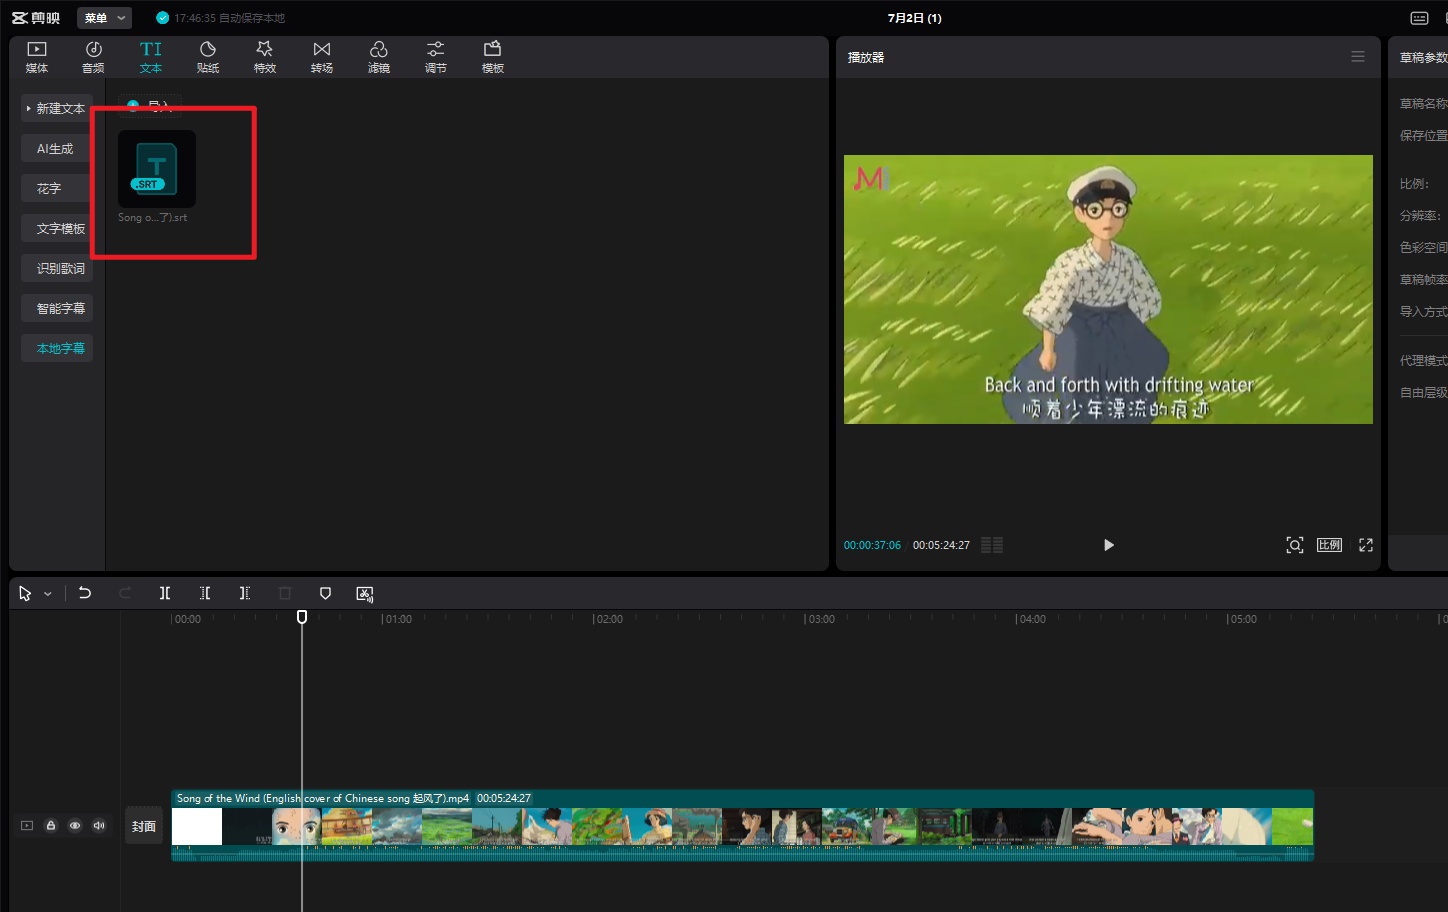 剪映
菜单
17:46:35 自动保存本地
7月2日 (1)
媒体
音频
TI
文本
贴纸
特效
转场
滤镜
调节
模板
播放器
草稿参数
新建文本
导入
AI生成
花字
文字模板
识别歌词
智能字幕
本地字幕
T
.SRT
Song o...了).srt
M
Back and forth with drifting water
顺着少年漂流的痕迹
草稿名称
保存位置
比例:
分辨率:
色彩空间
草稿帧率
导入方式
代理模式
自由层级
00:00:37:06
00:05:24:27
比例
00:00
01:00
02:00
03:00
04:00
05:00
Song of the Wind (English cover of Chinese song 起风了).mp4 00:05:24:27
封面